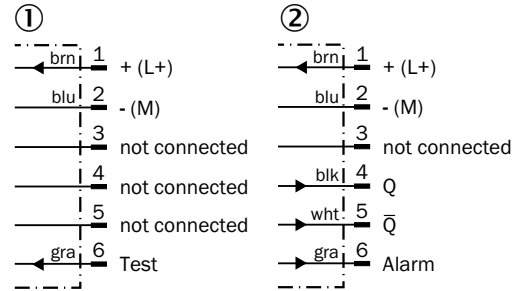 ①
brn 1 + (L+)
blu 2 - (M)
3 not connected
4 not connected
5 not connected
gra 6 Test
②
brn 1 + (L+)
blu 2 - (M)
3 not connected
blk 4 Q
wht 5 Q̅
gra 6 Alarm